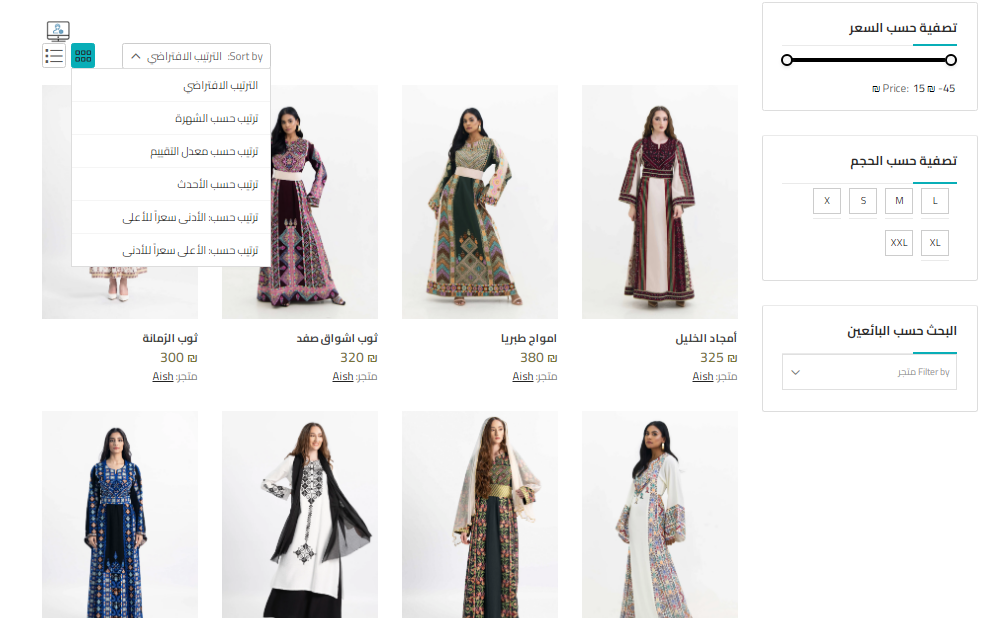 Sort by: الترتيب الافتراضي
الترتيب الافتراضي
ترتيب حسب الشهرة
ترتيب حسب معدل التقييم
ترتيب حسب الأحدث
ترتيب حسب: الأدنى سعراً للأعلى
ترتيب حسب: الأعلى سعراً للأدنى
تصفية حسب السعر
₪ Price: 15 ₪ -45
تصفية حسب الحجم
L
M
S
X
XL
XXL
البحث حسب البائعين
Filter by متجر
أمجاد الخليل
325 ₪
متجر: Aish
امواج طبريا
380 ₪
متجر: Aish
ثوب اشواق صفد
320 ₪
متجر: Aish
ثوب الرُمانة
300 ₪
متجر: Aish